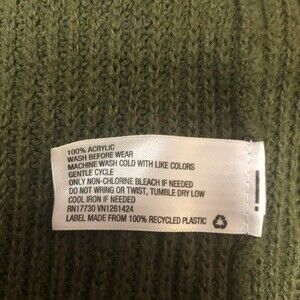 100% ACRYLIC
WASH BEFORE WEAR
MACHINE WASH COLD WITH LIKE COLORS
GENTLE CYCLE
ONLY NON-CHLORINE BLEACH IF NEEDED
DO NOT WRING OR TWIST, TUMBLE DRY LOW
COOL IRON IF NEEDED
RN17730 VN1261424
LABEL MADE FROM 100% RECYCLED PLASTIC